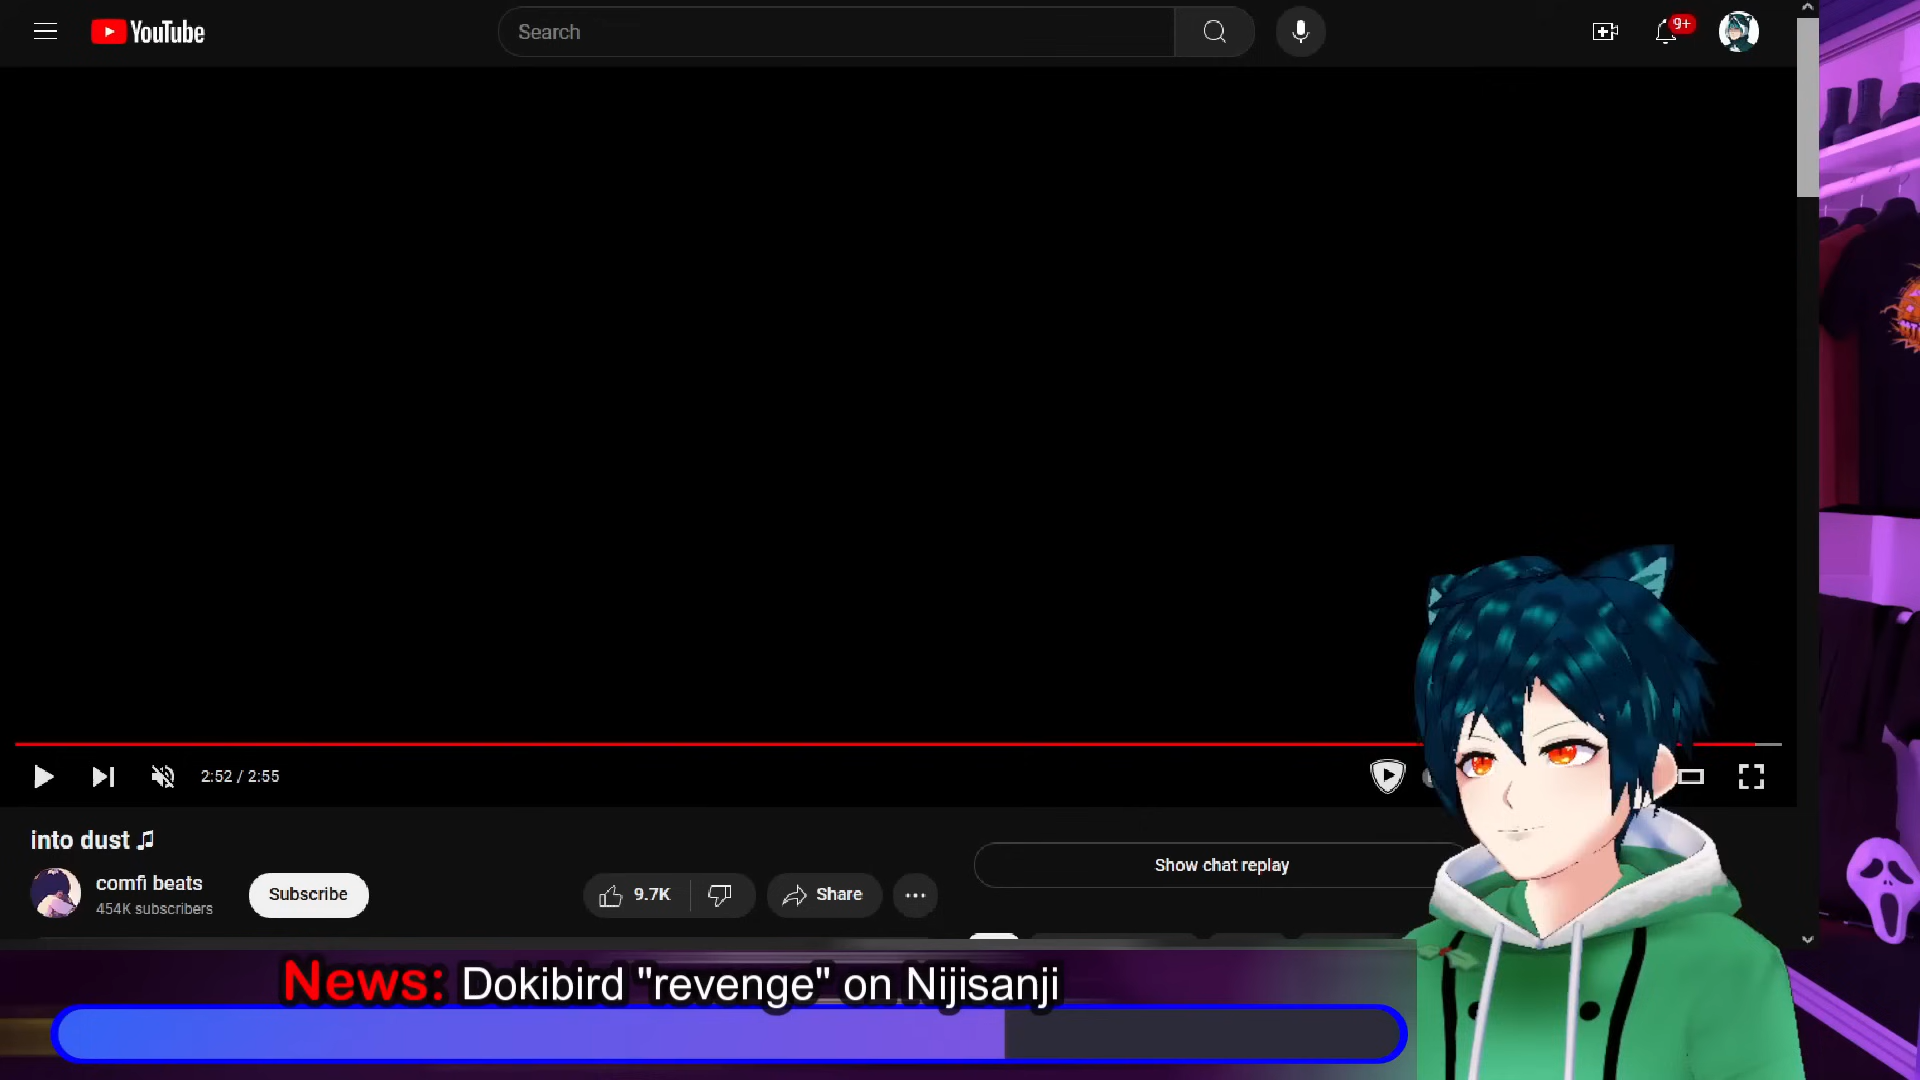 YouTube
Search
9+
2:52 / 2:55
into dust ♫
comfi beats
454K subscribers
Subscribe
9.7K
Share
Show chat replay
News: Dokibird "revenge" on Nijisanji